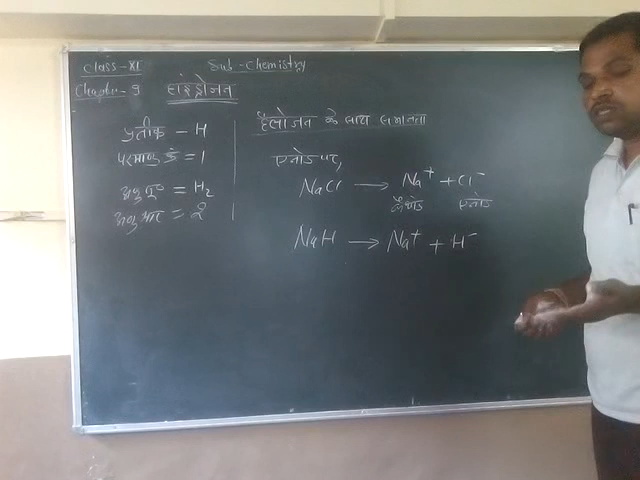 Class-XI
Sub-Chemistry
Chapter-9 हाइड्रोजन
प्रतीक - H
परमाणु क्रं = 1
अणु सूत्र = H2
अणु भार = 2
हैलोजन के साथ समानता
एनोड पर,
NaCl → Na+ + Cl-
कैथोड एनोड
NaH → Na+ + H-